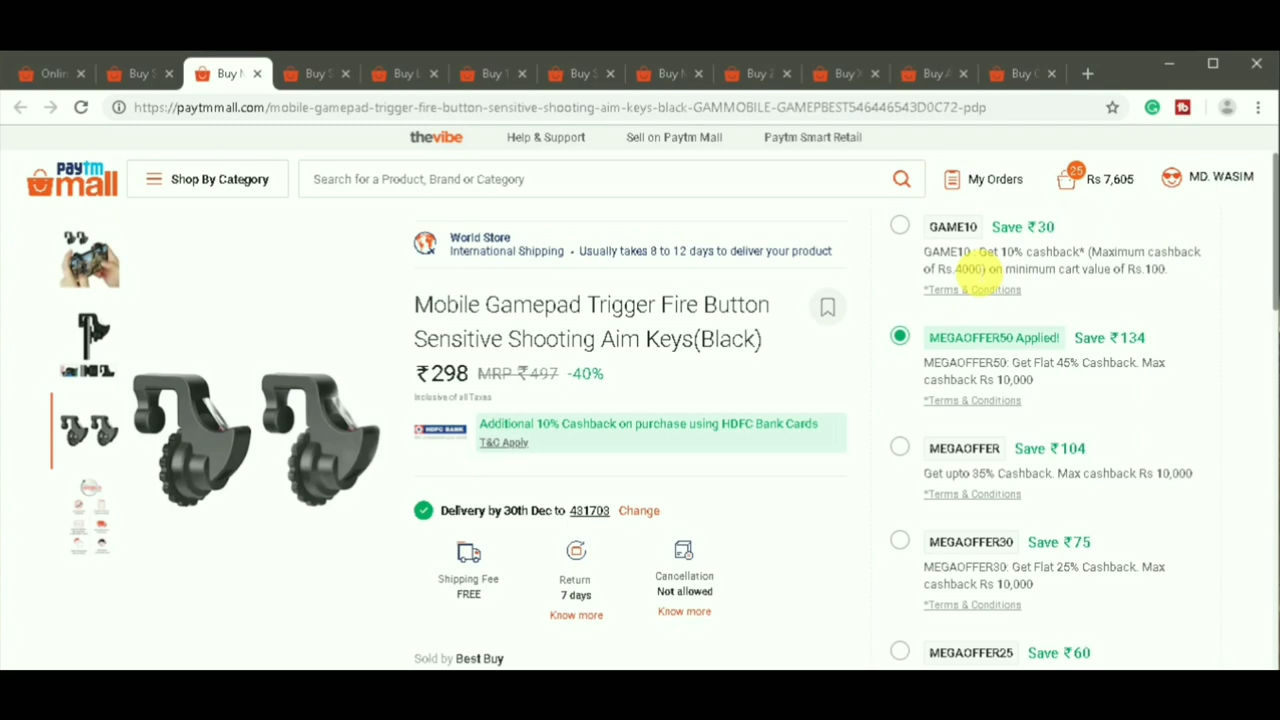 Onlin
Buy S
Buy N
Buy S
Buy L
Buy 1
Buy S
Buy N
Buy 2
Buy X
Buy A
Buy C
https://paytmmall.com/mobile-gamepad-trigger-fire-button-sensitive-shooting-aim-keys-black-GAMMOBILE-GAMEPBEST546446543D0C72-pdp
thevibe
Help & Support
Sell on Paytm Mall
Paytm Smart Retail
paytm
mall
Shop By Category
Search for a Product, Brand or Category
My Orders
25
Rs 7,605
MD. WASIM
World Store
International Shipping • Usually takes 8 to 12 days to deliver your product
Mobile Gamepad Trigger Fire Button
Sensitive Shooting Aim Keys(Black)
₹298 MRP ₹497 -40%
Inclusive of all Taxes
HDFC BANK
Additional 10% Cashback on purchase using HDFC Bank Cards
T&C Apply
Delivery by 30th Dec to 431703 Change
Shipping Fee
FREE
Return
7 days
Know more
Cancellation
Not allowed
Know more
Sold by Best Buy
GAME10 Save ₹30
GAME10 : Get 10% cashback* (Maximum cashback
of Rs.4000) on minimum cart value of Rs.100.
*Terms & Conditions
MEGAOFFER50 Applied! Save ₹134
MEGAOFFER50: Get Flat 45% Cashback. Max
cashback Rs 10,000
*Terms & Conditions
MEGAOFFER Save ₹104
Get upto 35% Cashback. Max cashback Rs 10,000
*Terms & Conditions
MEGAOFFER30 Save ₹75
MEGAOFFER30: Get Flat 25% Cashback. Max
cashback Rs 10,000
*Terms & Conditions
MEGAOFFER25 Save ₹60